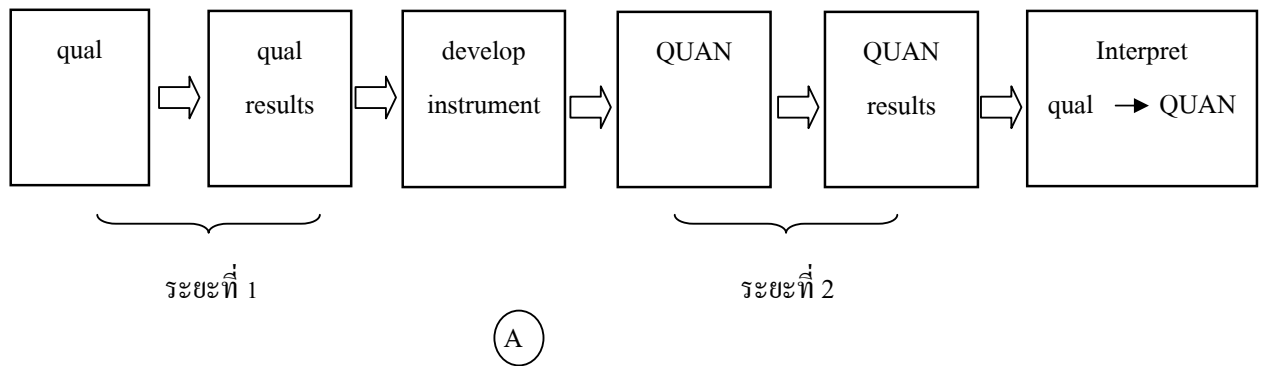 qual
qual
results
develop
instrument
QUAN
QUAN
results
Interpret
qual → QUAN
ระยะที่ 1
ระยะที่ 2
A